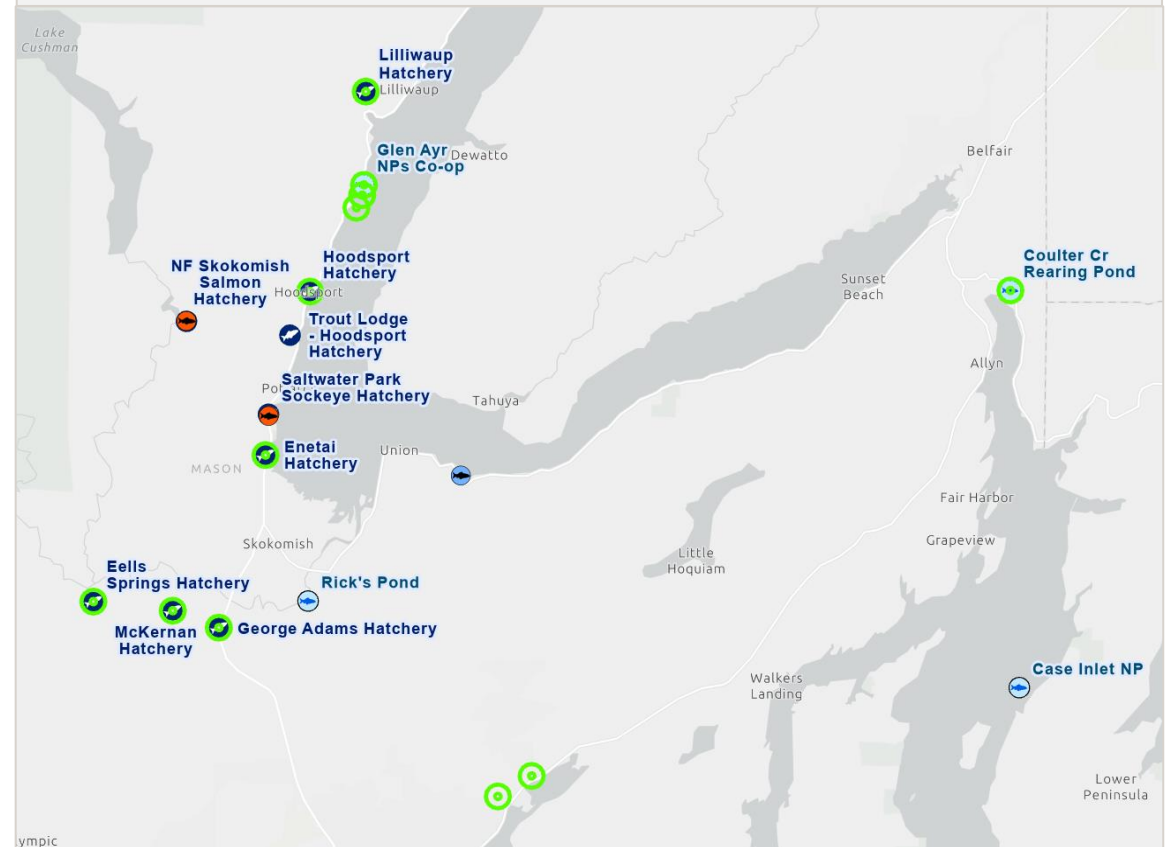 Lake
Cushman
Lilliwaup
Hatchery
Lilliwaup
Glen Ayr
NPs Co-op
Dewatto
Belfair
NF Skokomish
Salmon
Hatchery
Hoodsport
Hatchery
Hoodsport
Sunset
Beach
Coulter Cr
Rearing Pond
Trout Lodge
- Hoodsport
Hatchery
Allyn
Saltwater Park
Sockeye Hatchery
Tahuya
Enetai
Hatchery
Union
MASON
Fair Harbor
Skokomish
Grapeview
Little
Hoquiam
Eells
Springs Hatchery
Rick's Pond
McKernan
Hatchery
George Adams Hatchery
Walkers
Landing
Case Inlet NP
Lower
Peninsula
ympic